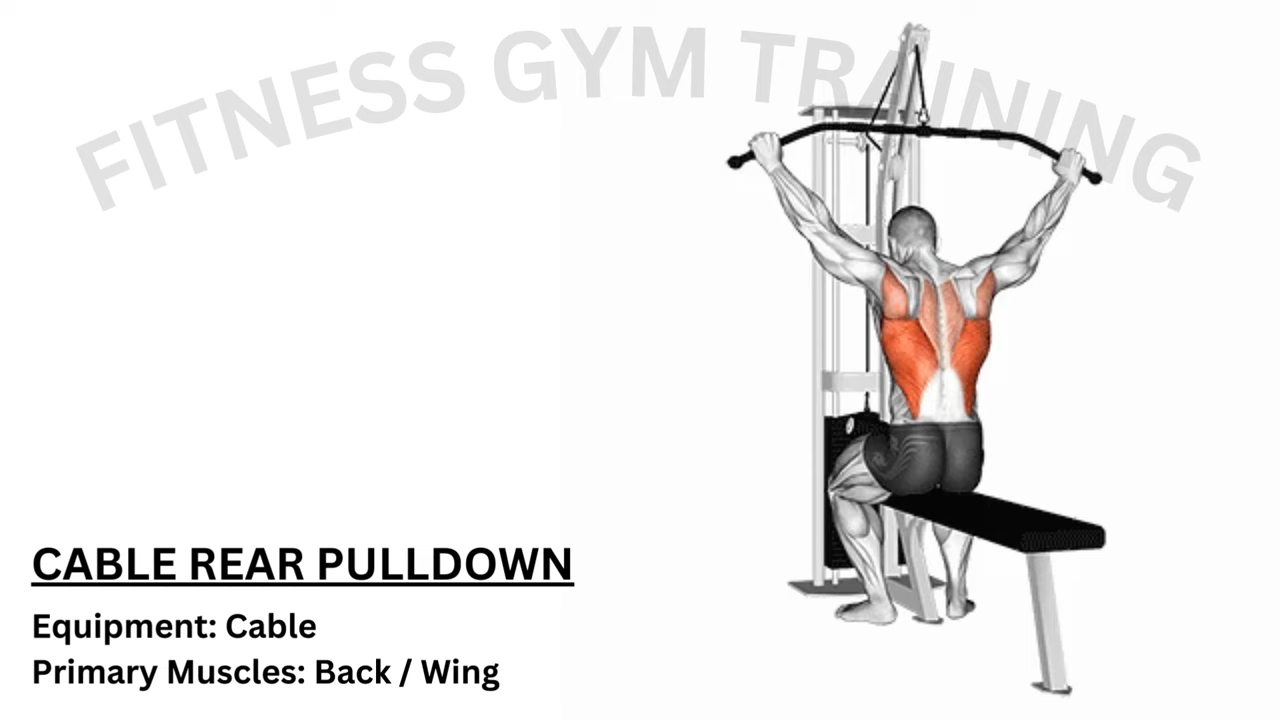 FITNESS GYM TRAINING
CABLE REAR PULLDOWN
Equipment: Cable
Primary Muscles: Back / Wing